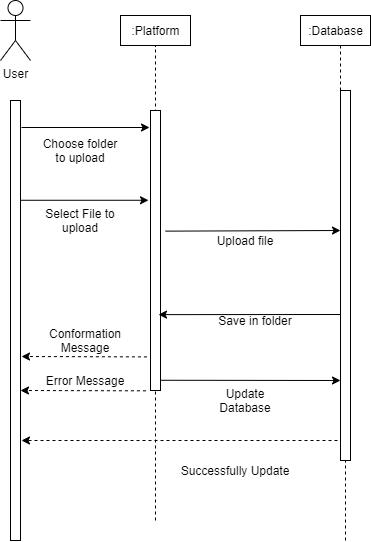 :Platform
:Database
User
Choose folder
to upload
Select File to
upload
Upload file
Save in folder
Conformation
Message
Error Message
Update
Database
Successfully Update